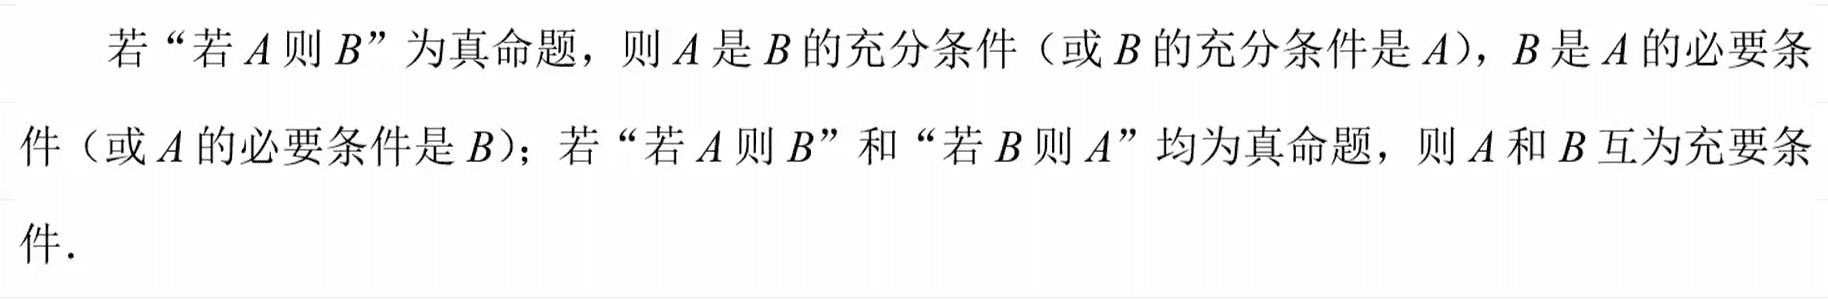 若“若 A 则 B”为真命题，则 A 是 B 的充分条件（或 B 的充分条件是 A），B 是 A 的必要条
件（或 A 的必要条件是 B）；若“若 A 则 B”和“若 B 则 A”均为真命题，则 A 和 B 互为充要条
件．